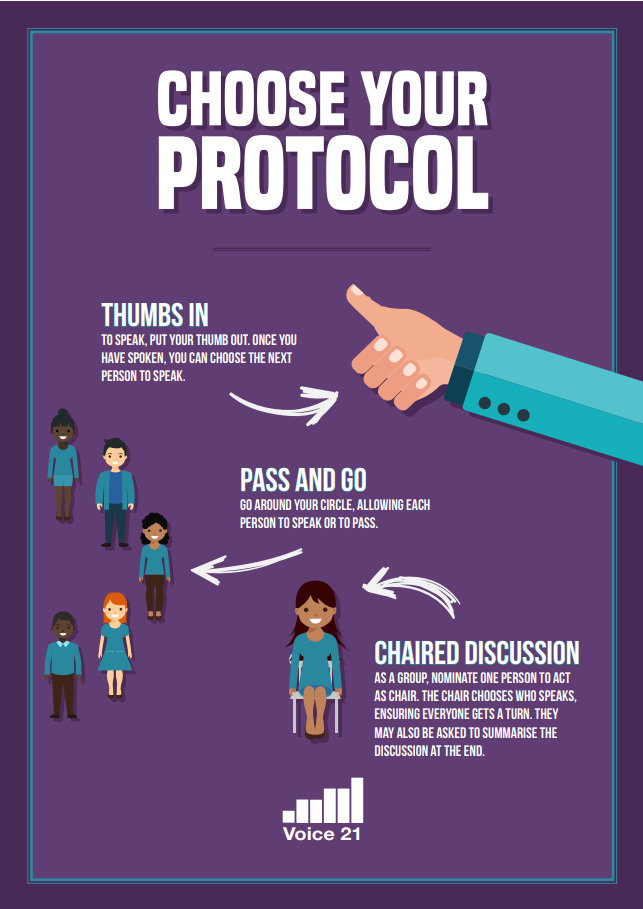 CHOOSE YOUR
PROTOCOL
THUMBS IN
TO SPEAK, PUT YOUR THUMB OUT. ONCE YOU
HAVE SPOKEN, YOU CAN CHOOSE THE NEXT
PERSON TO SPEAK.
PASS AND GO
GO AROUND YOUR CIRCLE, ALLOWING EACH
PERSON TO SPEAK OR TO PASS.
CHAIRED DISCUSSION
AS A GROUP, NOMINATE ONE PERSON TO ACT
AS CHAIR. THE CHAIR CHOOSES WHO SPEAKS,
ENSURING EVERYONE GETS A TURN. THEY
MAY ALSO BE ASKED TO SUMMARISE THE
DISCUSSION AT THE END.
Voice 21